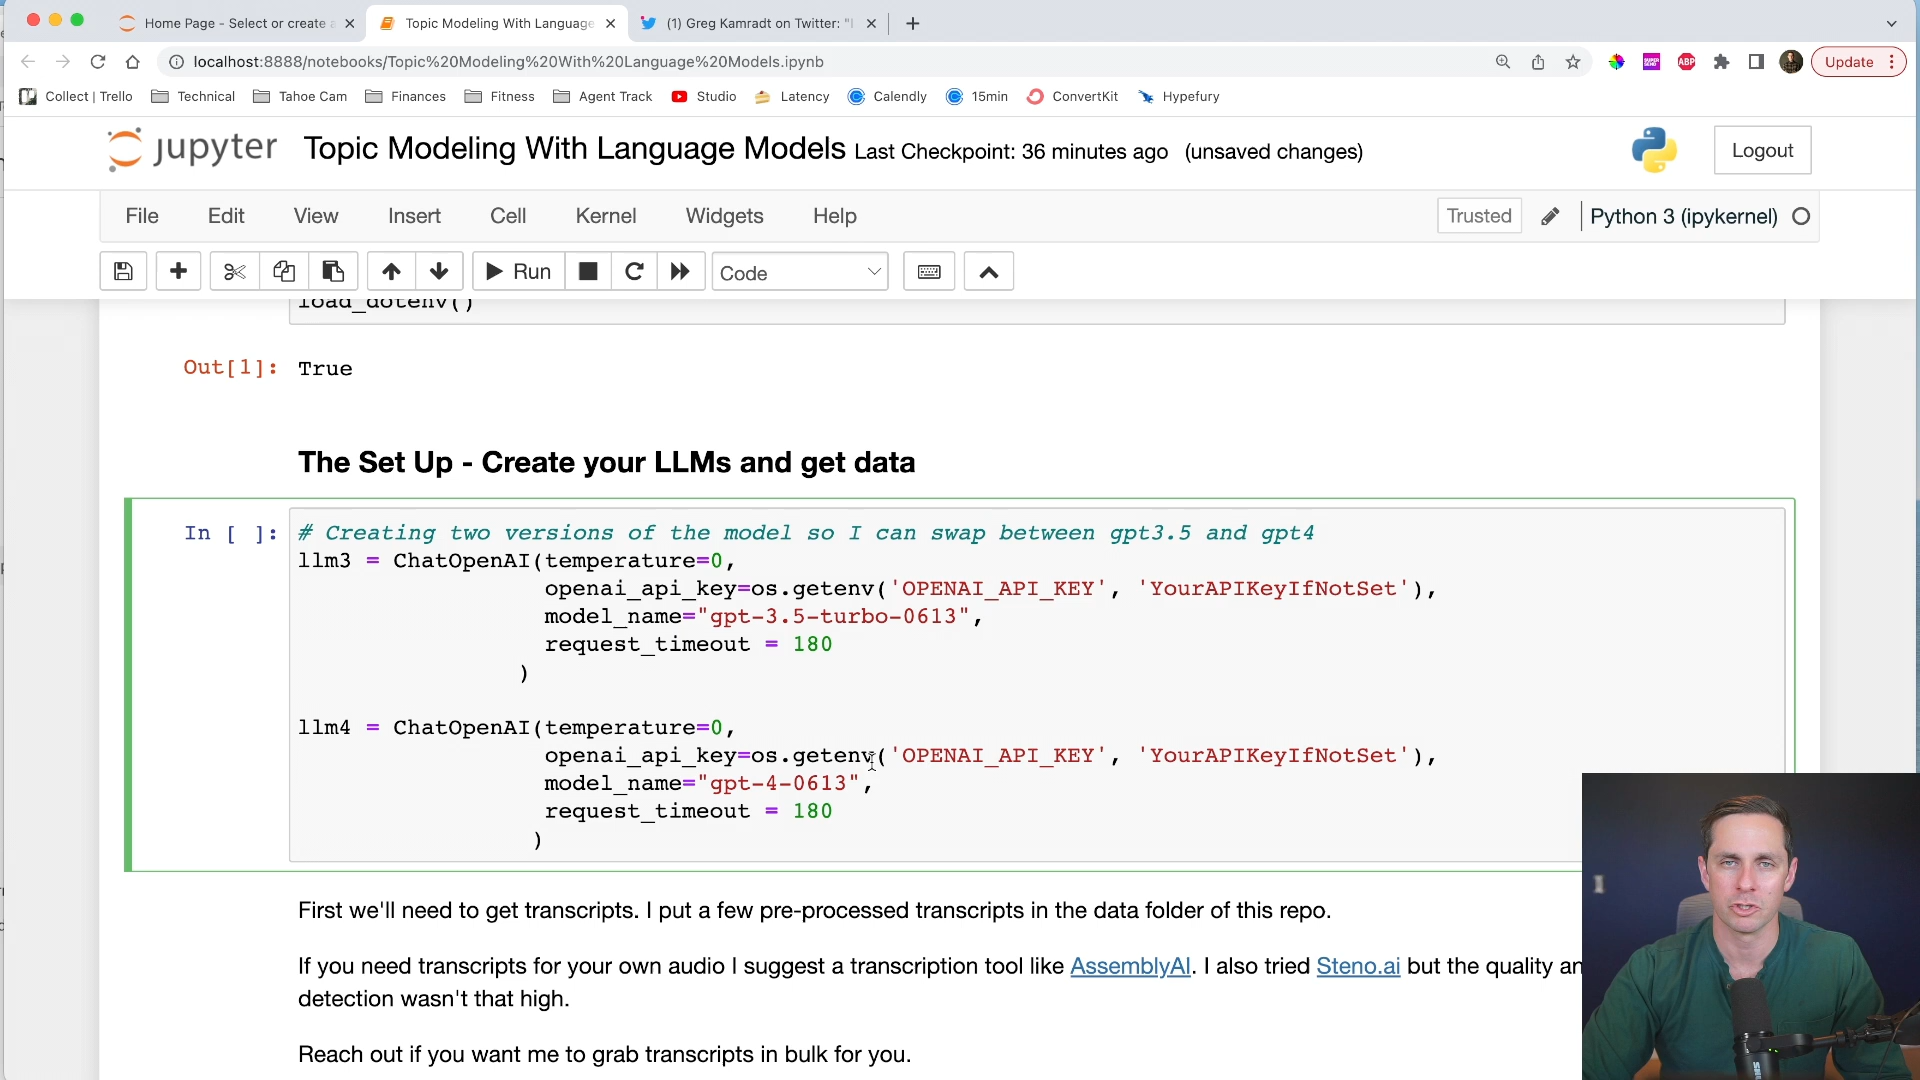 Home Page - Select or create a
Topic Modeling With Language
(1) Greg Kamradt on Twitter: "I
localhost:8888/notebooks/Topic%20Modeling%20With%20Language%20Models.ipynb
ABP
Update
Collect | Trello
Technical
Tahoe Cam
Finances
Fitness
Agent Track
Studio
Latency
Calendly
15min
ConvertKit
Hypefury
jupyter
Topic Modeling With Language Models Last Checkpoint: 36 minutes ago (unsaved changes)
Logout
File Edit View Insert Cell Kernel Widgets Help
Trusted
Python 3 (ipykernel)
Run
Code
load_dotenv()
Out[1]: True
The Set Up - Create your LLMs and get data
In [ ]: # Creating two versions of the model so I can swap between gpt3.5 and gpt4
llm3 = ChatOpenAI(temperature=0,
openai_api_key=os.getenv('OPENAI_API_KEY', 'YourAPIKeyIfNotSet'),
model_name="gpt-3.5-turbo-0613",
request_timeout = 180
)
llm4 = ChatOpenAI(temperature=0,
openai_api_key=os.getenv('OPENAI_API_KEY', 'YourAPIKeyIfNotSet'),
model_name="gpt-4-0613",
request_timeout = 180
)
First we'll need to get transcripts. I put a few pre-processed transcripts in the data folder of this repo.
If you need transcripts for your own audio I suggest a transcription tool like AssemblyAI. I also tried Steno.ai but the quality an
detection wasn't that high.
Reach out if you want me to grab transcripts in bulk for you.